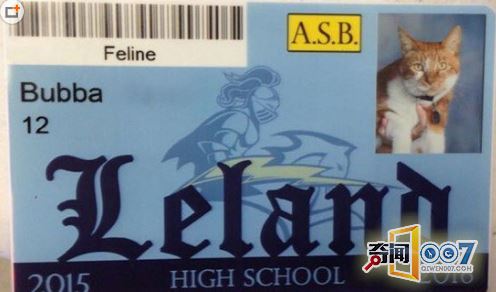 A.S.B.
Feline
Bubba
12
Leland
2015 HIGH SCHOOL
奇闻007
QIWEN007.COM